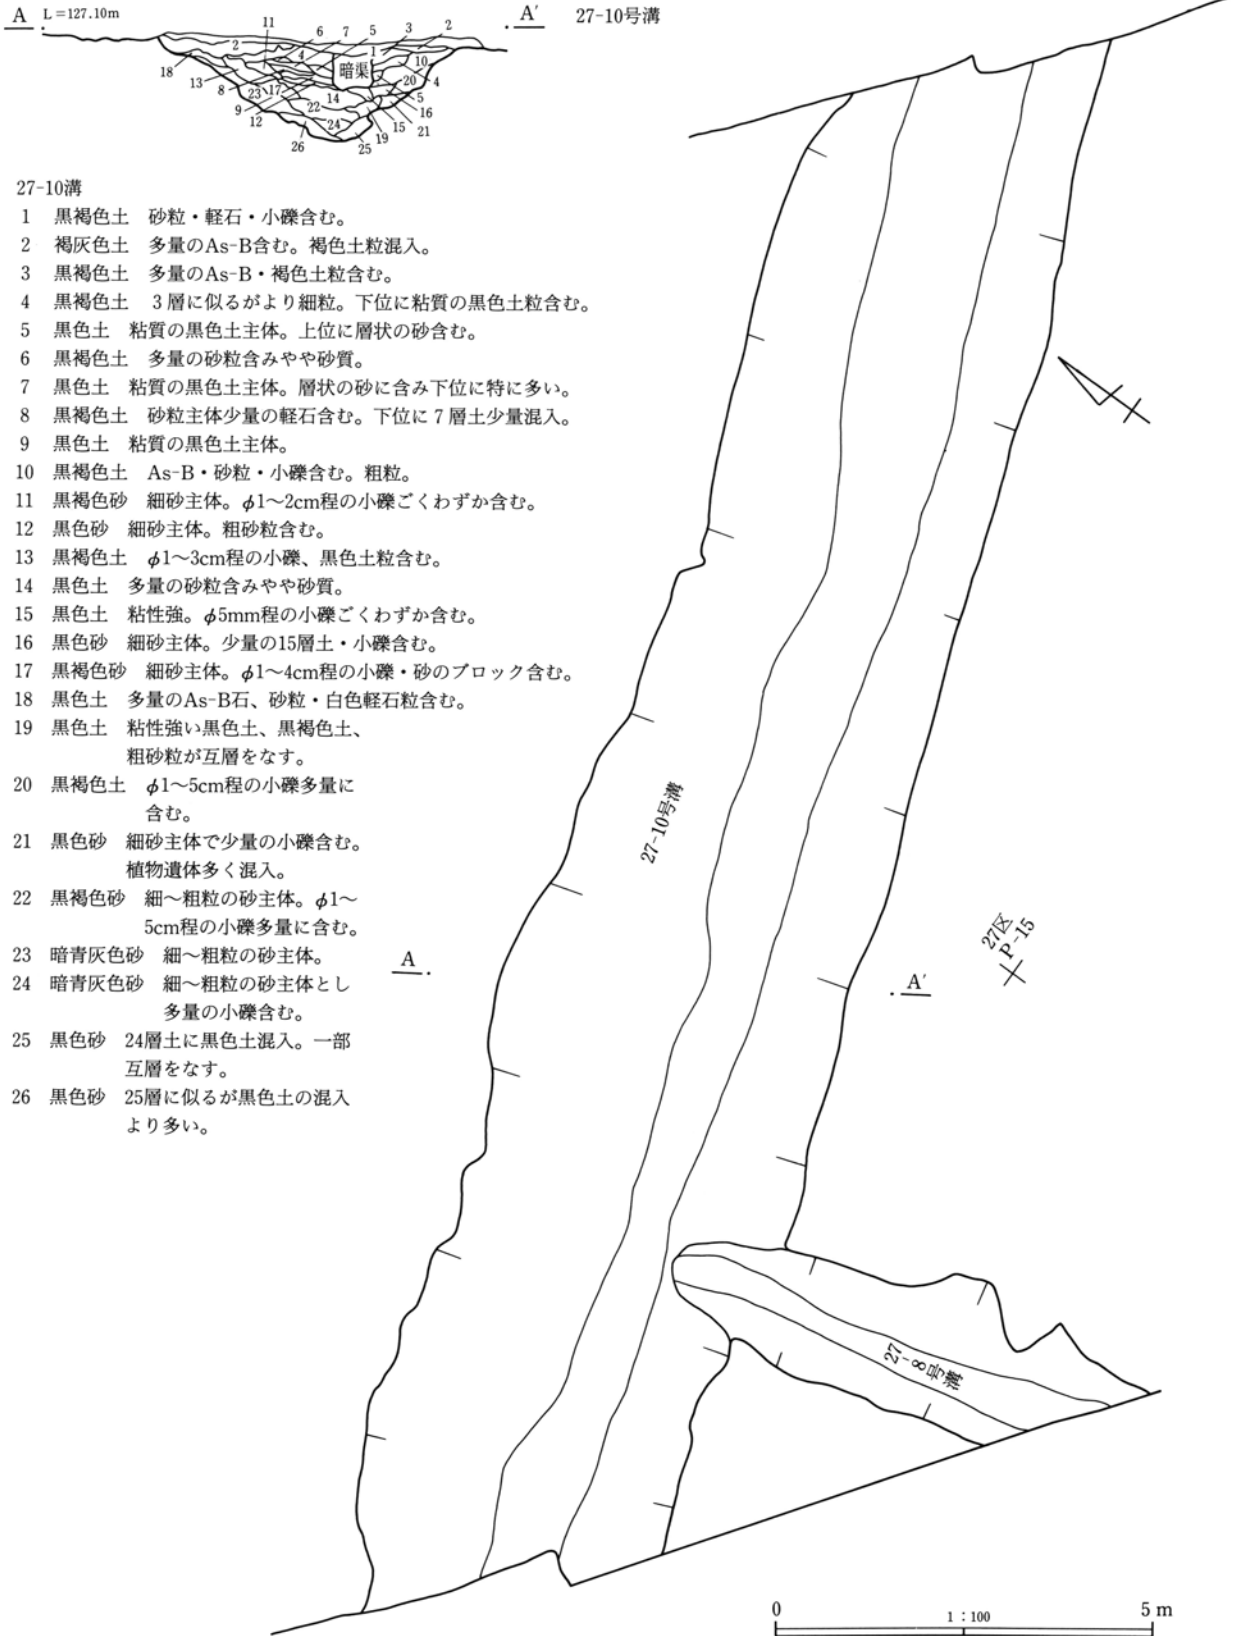 A L=127.10m A′ 27-10号溝
11 6 7 5 3 2
2 4 1 10
18 暗渠
13 20 4
8 23 17 14 5
9 22 16
12 24 15 21
26 25 19
27-10溝
1 黒褐色土 砂粒・軽石・小礫含む。
2 褐灰色土 多量のAs-B含む。褐色土粒混入。
3 黒褐色土 多量のAs-B・褐色土粒含む。
4 黒褐色土 3層に似るがより細粒。下位に粘質の黒色土粒含む。
5 黒色土 粘質の黒色土主体。上位に層状の砂含む。
6 黒褐色土 多量の砂粒含みやや砂質。
7 黒色土 粘質の黒色土主体。層状の砂に含み下位に特に多い。
8 黒褐色土 砂粒主体少量の軽石含む。下位に7層土少量混入。
9 黒色土 粘質の黒色土主体。
10 黒褐色土 As-B・砂粒・小礫含む。粗粒。
11 黒褐色砂 細砂主体。φ1〜2cm程の小礫ごくわずか含む。
12 黒色砂 細砂主体。粗砂粒含む。
13 黒褐色土 φ1〜3cm程の小礫、黒色土粒含む。
14 黒色土 多量の砂粒含みやや砂質。
15 黒色土 粘性強。φ5mm程の小礫ごくわずか含む。
16 黒色砂 細砂主体。少量の15層土・小礫含む。
17 黒褐色砂 細砂主体。φ1〜4cm程の小礫・砂のブロック含む。
18 黒色土 多量のAs-B石、砂粒・白色軽石粒含む。
19 黒色土 粘性強い黒色土、黒褐色土、
粗砂粒が互層をなす。
20 黒褐色土 φ1〜5cm程の小礫多量に
含む。
21 黒色砂 細砂主体で少量の小礫含む。
植物遺体多く混入。
22 黒褐色砂 細〜粗粒の砂主体。φ1〜
5cm程の小礫多量に含む。
23 暗青灰色砂 細〜粗粒の砂主体。
24 暗青灰色砂 細〜粗粒の砂主体とし
多量の小礫含む。
25 黒色砂 24層土に黒色土混入。一部
互層をなす。
26 黒色砂 25層に似るが黒色土の混入
より多い。
27-10号溝
A
A′
27区
P-15
27-8号溝
0 1：100 5 m